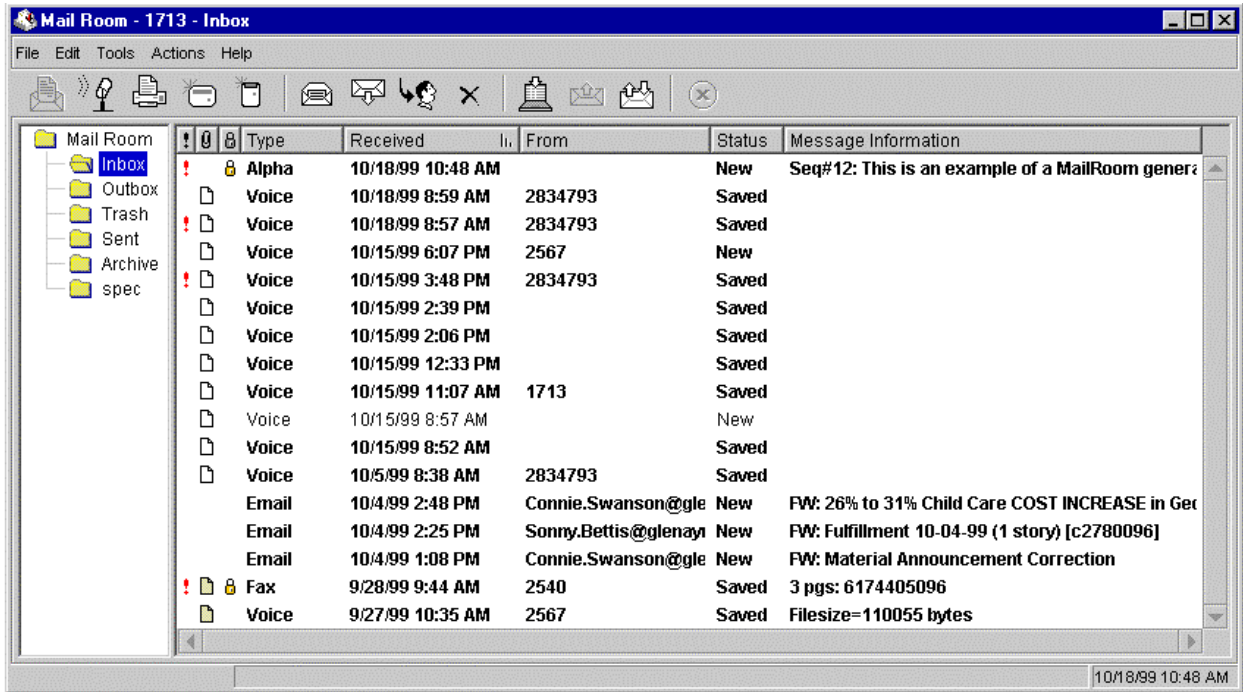 Mail Room - 1713 - Inbox
File Edit Tools Actions Help
Mail Room
Inbox
Outbox
Trash
Sent
Archive
spec
! Type Received From Status Message Information
! Alpha 10/18/99 10:48 AM New Seq#12: This is an example of a MailRoom genera
Voice 10/18/99 8:59 AM 2834793 Saved
! Voice 10/18/99 8:57 AM 2834793 Saved
Voice 10/15/99 6:07 PM 2567 New
! Voice 10/15/99 3:48 PM 2834793 Saved
Voice 10/15/99 2:39 PM Saved
Voice 10/15/99 2:06 PM Saved
Voice 10/15/99 12:33 PM Saved
Voice 10/15/99 11:07 AM 1713 Saved
Voice 10/15/99 8:57 AM New
Voice 10/15/99 8:52 AM Saved
Voice 10/5/99 8:38 AM 2834793 Saved
Email 10/4/99 2:48 PM Connie.Swanson@gle New FW: 26% to 31% Child Care COST INCREASE in Geo
Email 10/4/99 2:25 PM Sonny.Bettis@glenayr New FW: Fulfillment 10-04-99 (1 story) [c2780096]
Email 10/4/99 1:08 PM Connie.Swanson@gle New FW: Material Announcement Correction
! Fax 9/28/99 9:44 AM 2540 Saved 3 pgs: 6174405096
Voice 9/27/99 10:35 AM 2567 Saved Filesize=110055 bytes
10/18/99 10:48 AM